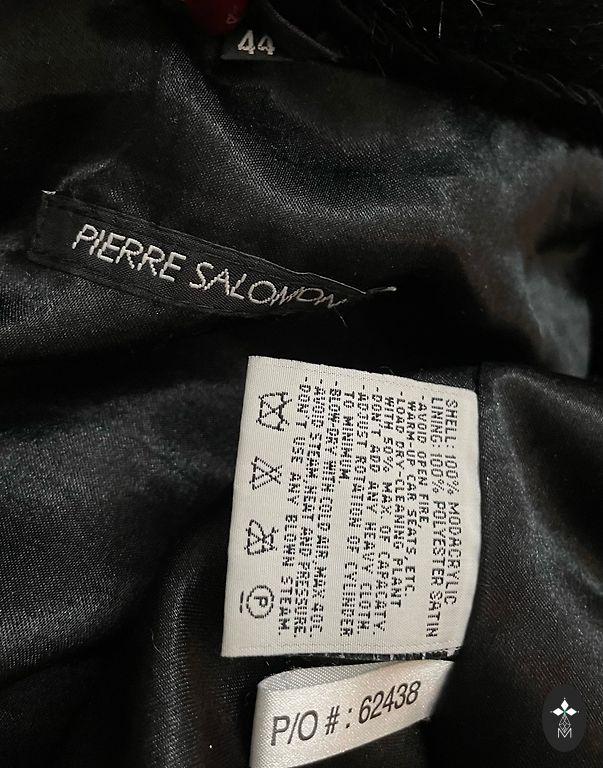 44
PIERRE SALOMON
SHELL: 100% MODACRYLIC
LINING: 100% POLYESTER SATIN
-AVOID OPEN FIRE,
WARM UP CAR SEATS, ETC.
-LOAD DRY-CLEANING PLANT
WITH 50% MAX OF CAPACATY.
-DON'T ADD ANY HEAVY CLOTH.
-ADJUST ROTATION OF CYLINDER
TO MINIMUM
-BLOW-DRY WITH COLD AIR MAX 40C.
-AVOID STEAM, HEAT AND PRESSURE.
-DON'T USE ANY BLOWN STEAM.
P
P/O # : 62438
M